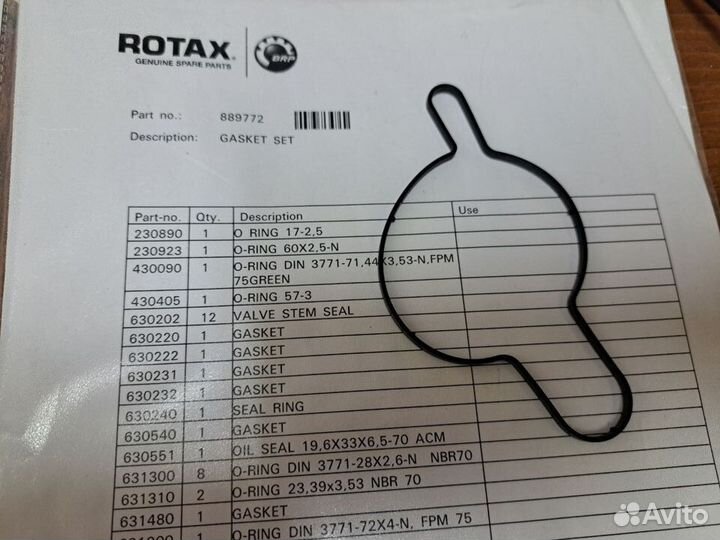 ROTAX
GENUINE SPARE PARTS
BRP
Part no.: 889772
Description: GASKET SET
Part-no. Qty. Description Use
230890 1 O RING 17-2,5
230923 1 O-RING 60X2,5-N
430090 1 O-RING DIN 3771-71,44X3,53-N,FPM
75GREEN
430405 1 O-RING 57-3
630202 12 VALVE STEM SEAL
630220 1 GASKET
630222 1 GASKET
630231 1 GASKET
630232 1 GASKET
630240 1 SEAL RING
630540 1 GASKET
630551 1 OIL SEAL 19,6X33X6,5-70 ACM
631300 8 O-RING DIN 3771-28X2,6-N NBR70
631310 2 O-RING 23,39x3,53 NBR 70
631480 1 GASKET
1 O-RING DIN 3771-72X4-N, FPM 75
Avito